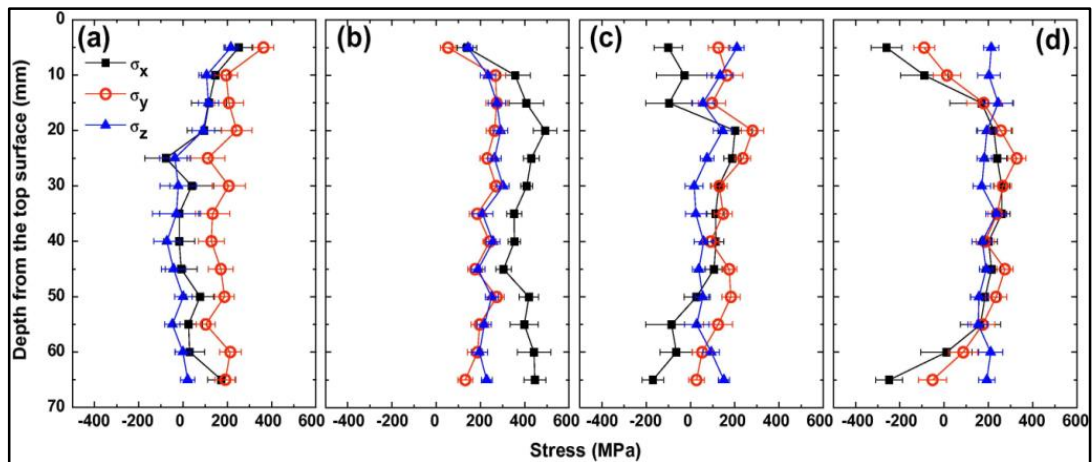 (a) (b) (c) (d)
σx
σy
σz
Depth from the top surface (mm)
0
10
20
30
40
50
60
70
-400 -200 0 200 400 600 -400 -200 0 200 400 600 -400 -200 0 200 400 600 -400 -200 0 200 400 600
Stress (MPa)